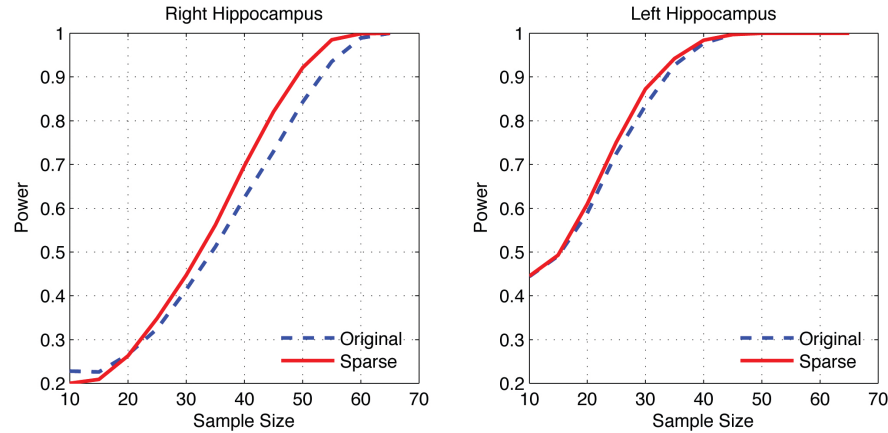 Right Hippocampus
1
0.9
0.8
0.7
0.6
0.5
0.4
0.3
0.2
Power
10 20 30 40 50 60 70
Sample Size
Original
Sparse
Left Hippocampus
1
0.9
0.8
0.7
0.6
0.5
0.4
0.3
0.2
Power
10 20 30 40 50 60 70
Sample Size
Original
Sparse